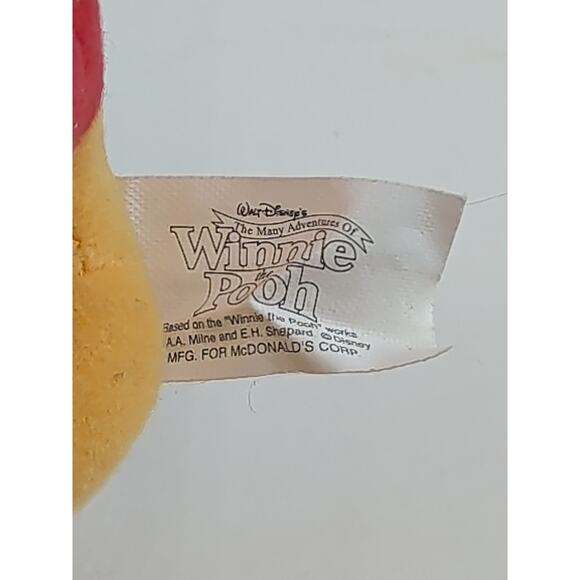 Walt Disney's
The Many Adventures Of
Winnie
the
Pooh
Based on the "Winnie the Pooh" works
A.A. Milne and E.H. Shepard. © Disney
MFG. FOR McDONALD'S CORP.